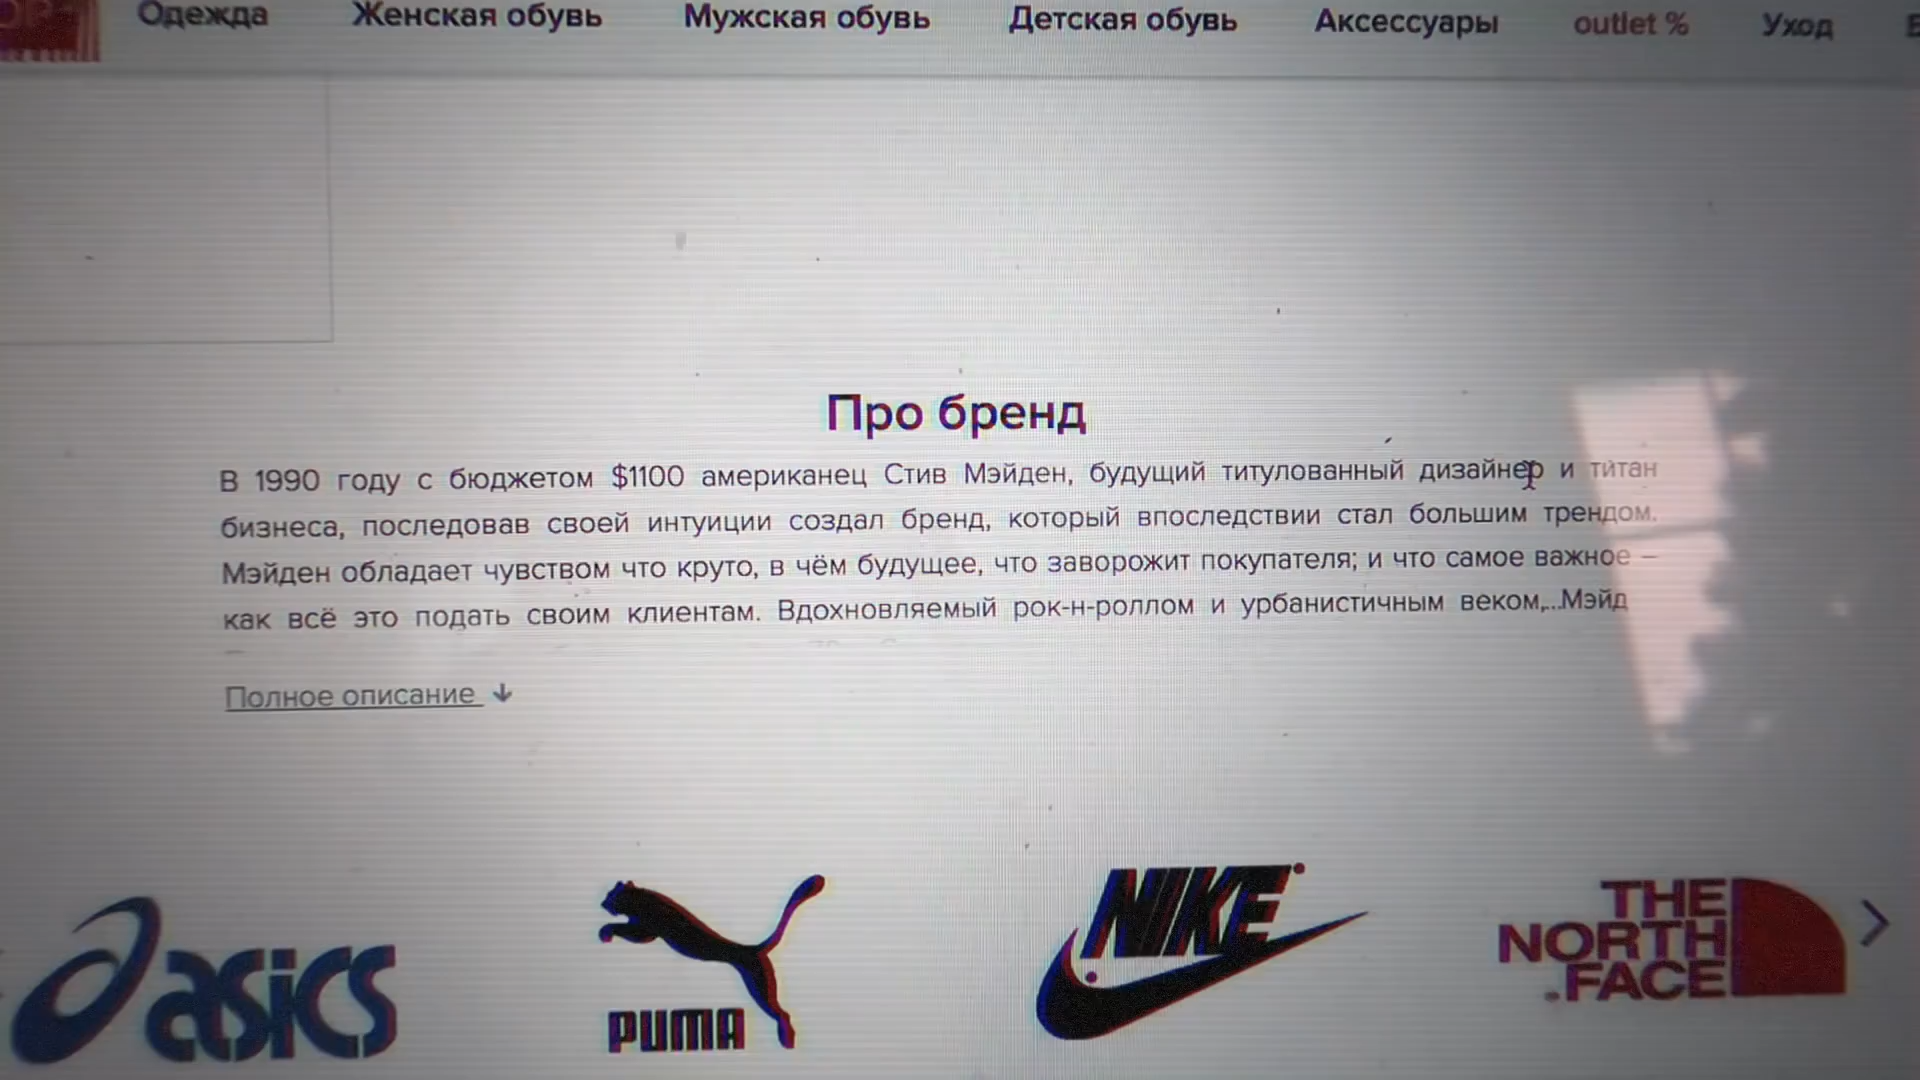 Одежда Женская обувь Мужская обувь Детская обувь Аксессуары outlet % Уход
Про бренд
В 1990 году с бюджетом $1100 американец Стив Мэйден, будущий титулованный дизайнер и титан
бизнеса, последовав своей интуиции создал бренд, который впоследствии стал большим трендом.
Мэйден обладает чувством что круто, в чём будущее, что заворожит покупателя; и что самое важное –
как всё это подать своим клиентам. Вдохновляемый рок-н-роллом и урбанистичным веком,...Мэйд
Полное описание ↓
asics
PUMA
NIKE
THE
NORTH
FACE